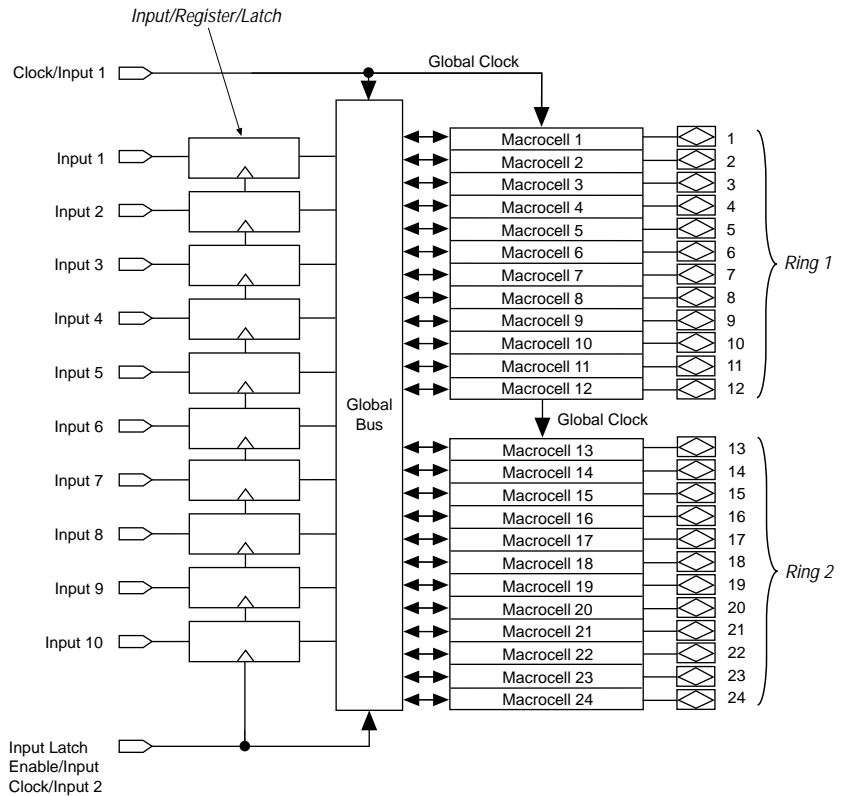 Input/Register/Latch
Clock/Input 1
Global Clock
Input 1
Input 2
Input 3
Input 4
Input 5
Input 6
Input 7
Input 8
Input 9
Input 10
Input Latch
Enable/Input
Clock/Input 2
Global
Bus
Macrocell 1 1
Macrocell 2 2
Macrocell 3 3
Macrocell 4 4
Macrocell 5 5
Macrocell 6 6
Macrocell 7 7
Macrocell 8 8
Macrocell 9 9
Macrocell 10 10
Macrocell 11 11
Macrocell 12 12
Ring 1
Global Clock
Macrocell 13 13
Macrocell 14 14
Macrocell 15 15
Macrocell 16 16
Macrocell 17 17
Macrocell 18 18
Macrocell 19 19
Macrocell 20 20
Macrocell 21 21
Macrocell 22 22
Macrocell 23 23
Macrocell 24 24
Ring 2